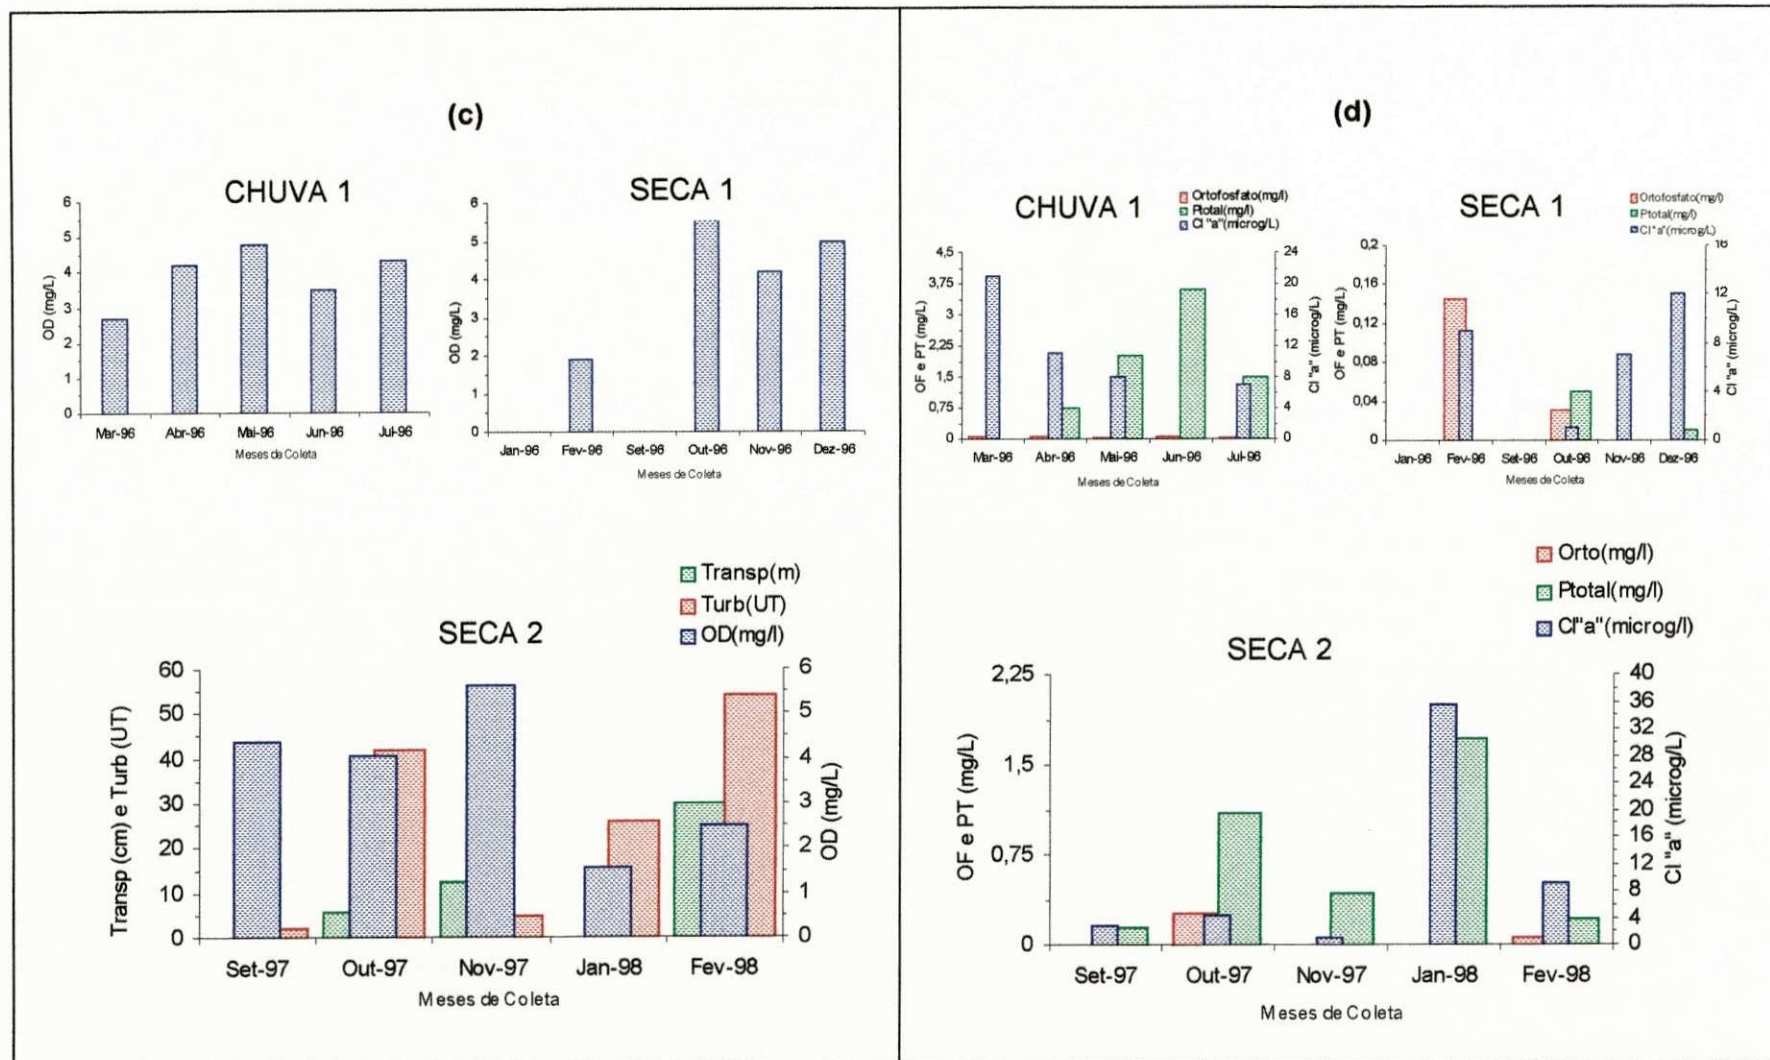 (c)
CHUVA 1
OD (mg/L)
6
5
4
3
2
1
0
Mar-96 Abr-96 Mai-96 Jun-96 Jul-96
Meses de Coleta
SECA 1
OD (mg/L)
6
5
4
3
2
1
0
Jan-96 Fev-96 Set-96 Out-96 Nov-96 Dez-96
Meses de Coleta
Transp(m)
Turb(UT)
OD(mg/l)
SECA 2
Transp (cm) e Turb (UT)
60
50
40
30
20
10
0
6
5
4
3
2
1
0
OD (mg/L)
Set-97 Out-97 Nov-97 Jan-98 Fev-98
Meses de Coleta
(d)
CHUVA 1
Ortofosfato(mg/l)
Ptotal(mg/l)
Cl "a"(microg/L)
OF e PT (mg/L)
4,5
3,75
3
2,25
1,5
0,75
0
24
20
16
12
8
4
0
Cl "a" (microg/L)
Mar-96 Abr-96 Mai-96 Jun-96 Jul-96
Meses de Coleta
SECA 1
Ortofosfato(mg/l)
Ptotal(mg/l)
Cl "a"(microg/L)
OF e PT (mg/L)
0,2
0,16
0,12
0,08
0,04
0
16
12
8
4
0
Cl "a" (microg/L)
Jan-96 Fev-96 Set-96 Out-96 Nov-96 Dez-96
Meses de Coleta
Orto(mg/l)
Ptotal(mg/l)
Cl"a"(microg/l)
SECA 2
OF e PT (mg/L)
2,25
1,5
0,75
0
40
36
32
28
24
20
16
12
8
4
0
Cl "a" (microg/L)
Set-97 Out-97 Nov-97 Jan-98 Fev-98
Meses de Coleta